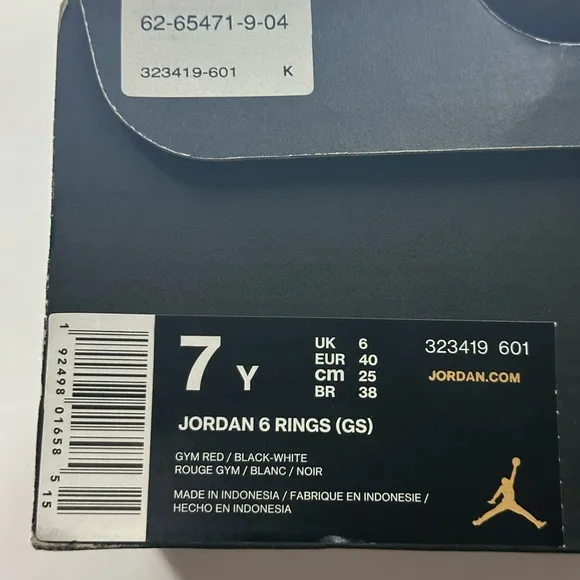 62-65471-9-04
323419-601 K
7 Y
UK 6
EUR 40
cm 25
BR 38
323419 601
JORDAN.COM
JORDAN 6 RINGS (GS)
GYM RED / BLACK-WHITE
ROUGE GYM / BLANC / NOIR
MADE IN INDONESIA / FABRIQUE EN INDONESIE /
HECHO EN INDONESIA
1 92498 01658 5 15